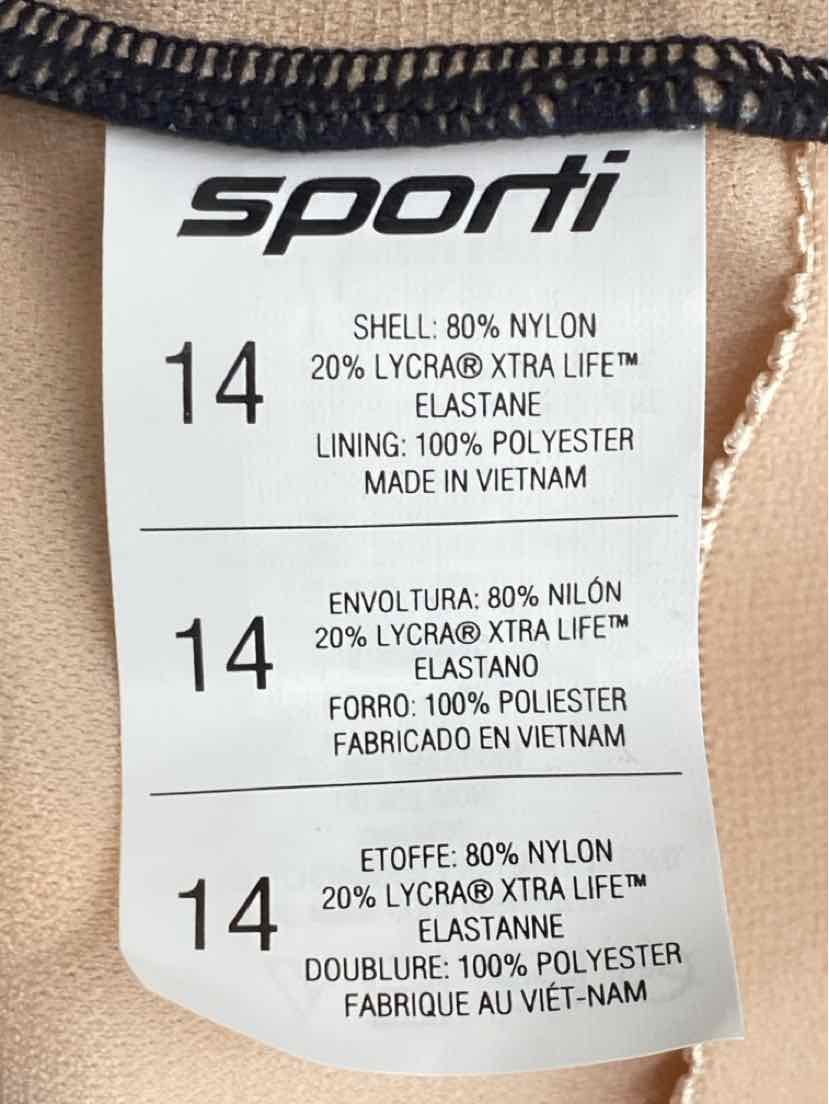 sporti
14
SHELL: 80% NYLON
20% LYCRA® XTRA LIFE™
ELASTANE
LINING: 100% POLYESTER
MADE IN VIETNAM
14
ENVOLTURA: 80% NILÓN
20% LYCRA® XTRA LIFE™
ELASTANO
FORRO: 100% POLIESTER
FABRICADO EN VIETNAM
14
ETOFFE: 80% NYLON
20% LYCRA® XTRA LIFE™
ELASTANNE
DOUBLURE: 100% POLYESTER
FABRIQUE AU VIÉT-NAM